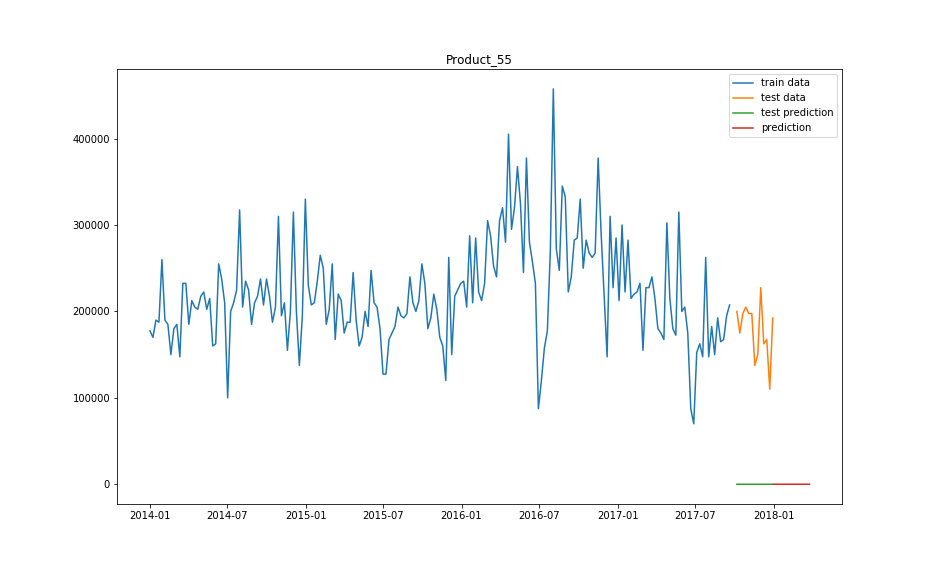 Product_55
train data
test data
test prediction
prediction
400000
300000
200000
100000
0
2014-01 2014-07 2015-01 2015-07 2016-01 2016-07 2017-01 2017-07 2018-01